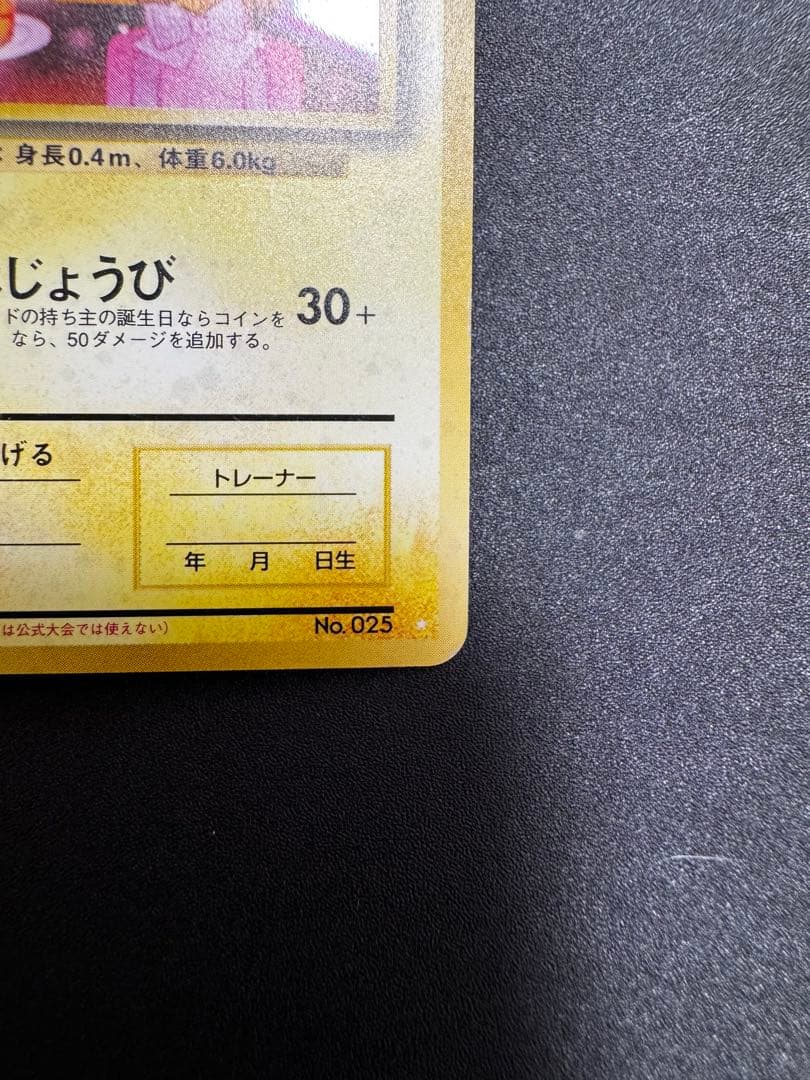 : 身長0.4m、体重6.0kg
じょうび
30+
ドの持ち主の誕生日ならコインを
なら、50ダメージを追加する。
げる
トレーナー
年 月 日生
は公式大会では使えない)
No. 025